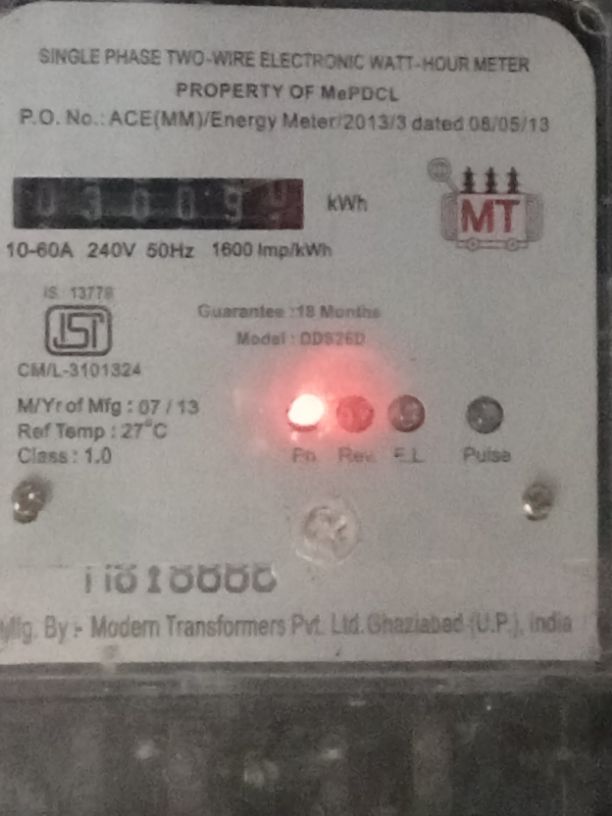 SINGLE PHASE TWO-WIRE ELECTRONIC WATT-HOUR METER
PROPERTY OF MePDCL
P.O. No.: ACE(MM)/Energy Meter/2013/3 dated 08/05/13
kWh
MT
10-60A 240V 50Hz 1600 Imp/kWh
IS: 13779
Guarantee :18 Months
ISI
Model : DDS26D
CM/L-3101324
M/Yr of Mfg : 07 / 13
Ref Temp : 27°C
Class : 1.0
Ph Rev. E.L Pulse
Mfg. By :- Modern Transformers Pvt. Ltd. Ghaziabad (U.P.), India